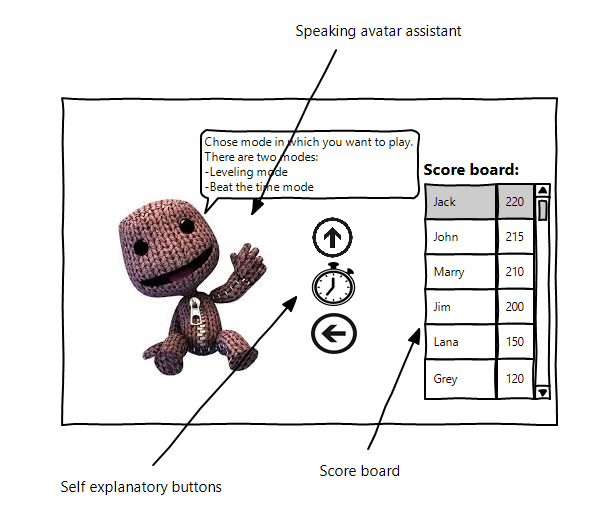 Speaking avatar assistant
Chose mode in which you want to play.
There are two modes:
-Leveling mode
-Beat the time mode
Score board:
Jack 220
John 215
Marry 210
Jim 200
Lana 150
Grey 120
Score board
Self explanatory buttons